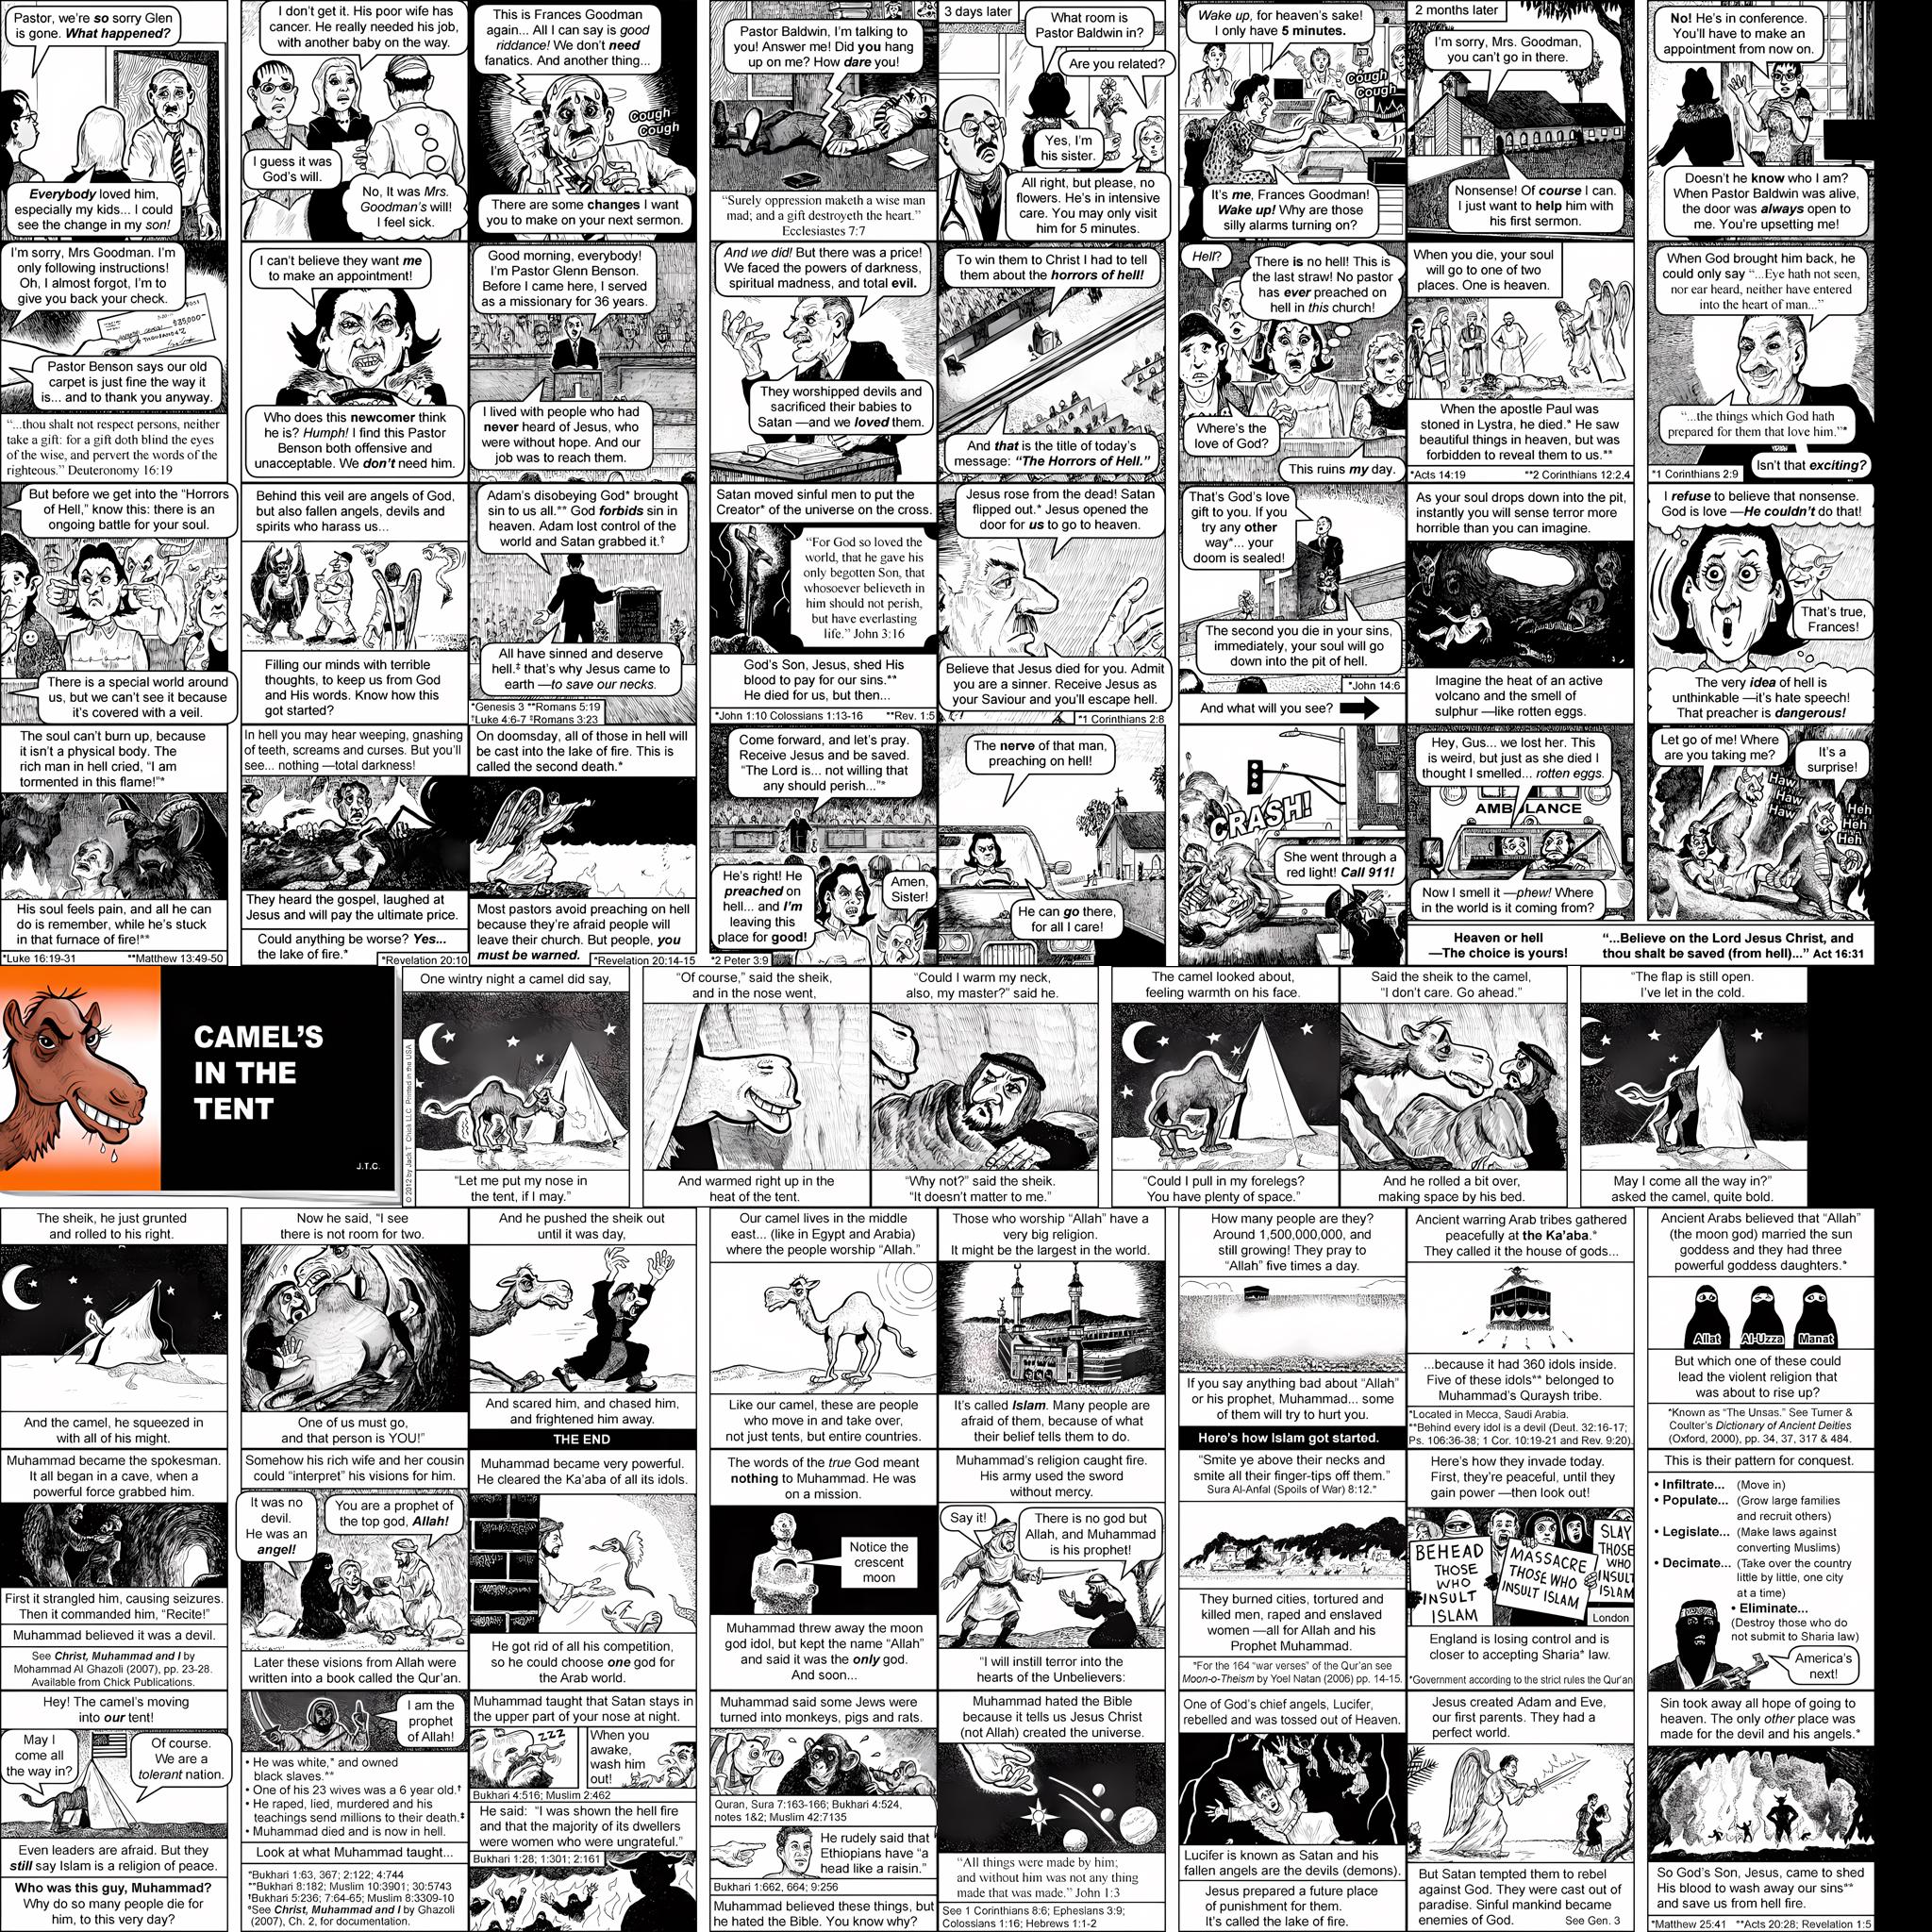 Pastor, we're so sorry Glen
is gone. What happened?
Everybody loved him,
especially my kids... I could
see the change in my son!
I don't get it. His poor wife has
cancer. He really needed his job,
with another baby on the way.
I guess it was
God's will.
No, It was Mrs.
Goodman's will!
I feel sick.
This is Frances Goodman
again... All I can say is good
riddance! We don't need
fanatics. And another thing...
Cough
Cough
There are some changes I want
you to make on your next sermon.
Pastor Baldwin, I'm talking to
you! Answer me! Did you hang
up on me? How dare you!
"Surely oppression maketh a wise man
mad; and a gift destroyeth the heart."
Ecclesiastes 7:7
3 days later
What room is
Pastor Baldwin in?
Are you related?
Yes, I'm
his sister.
All right, but please, no
flowers. He's in intensive
care. You may only visit
him for 5 minutes.
Wake up, for heaven's sake!
I only have 5 minutes.
Cough
Cough
It's me, Frances Goodman!
Wake up! Why are those
silly alarms turning on?
2 months later
I'm sorry, Mrs. Goodman,
you can't go in there.
Nonsense! Of course I can.
I just want to help him with
his first sermon.
No! He's in conference.
You'll have to make an
appointment from now on.
Doesn't he know who I am?
When Pastor Baldwin was alive,
the door was always open to
me. You're upsetting me!
I'm sorry, Mrs Goodman. I'm
only following instructions!
Oh, I almost forgot, I'm to
give you back your check.
$35,000
THOUSAND
Pastor Benson says our old
carpet is just fine the way it
is... and to thank you anyway.
"...thou shalt not respect persons, neither
take a gift: for a gift doth blind the eyes
of the wise, and pervert the words of the
righteous." Deuteronomy 16:19
I can't believe they want me
to make an appointment!
Who does this newcomer think
he is? Humph! I find this Pastor
Benson both offensive and
unacceptable. We don't need him.
Good morning, everybody!
I'm Pastor Glenn Benson.
Before I came here, I served
as a missionary for 36 years.
I lived with people who had
never heard of Jesus, who
were without hope. And our
job was to reach them.
And we did! But there was a price!
We faced the powers of darkness,
spiritual madness, and total evil.
They worshipped devils and
sacrificed their babies to
Satan —and we loved them.
To win them to Christ I had to tell
them about the horrors of hell!
And that is the title of today's
message: "The Horrors of Hell."
Hell?
There is no hell! This is
the last straw! No pastor
has ever preached on
hell in this church!
Where's the
love of God?
This ruins my day.
When you die, your soul
will go to one of two
places. One is heaven.
When the apostle Paul was
stoned in Lystra, he died.* He saw
beautiful things in heaven, but was
forbidden to reveal them to us.**
*Acts 14:19 **2 Corinthians 12:2,4
When God brought him back, he
could only say "...Eye hath not seen,
nor ear heard, neither have entered
into the heart of man..."
"...the things which God hath
prepared for them that love him."*
*1 Corinthians 2:9
Isn't that exciting?
But before we get into the "Horrors
of Hell," know this: there is an
ongoing battle for your soul.
There is a special world around
us, but we can't see it because
it's covered with a veil.
Behind this veil are angels of God,
but also fallen angels, devils and
spirits who harass us...
Filling our minds with terrible
thoughts, to keep us from God
and His words. Know how this
got started?
Adam's disobeying God* brought
sin to us all.** God forbids sin in
heaven. Adam lost control of the
world and Satan grabbed it.†
All have sinned and deserve
hell.‡ that's why Jesus came to
earth —to save our necks.
*Genesis 3 **Romans 5:19
†Luke 4:6-7 ‡Romans 3:23
Satan moved sinful men to put the
Creator* of the universe on the cross.
"For God so loved the
world, that he gave his
only begotten Son, that
whosoever believeth in
him should not perish,
but have everlasting
life." John 3:16
God's Son, Jesus, shed His
blood to pay for our sins.**
He died for us, but then...
*John 1:10 Colossians 1:13-16 **Rev. 1:5
Jesus rose from the dead! Satan
flipped out.* Jesus opened the
door for us to go to heaven.
Believe that Jesus died for you. Admit
you are a sinner. Receive Jesus as
your Saviour and you'll escape hell.
*1 Corinthians 2:8
That's God's love
gift to you. If you
try any other
way*... your
doom is sealed!
The second you die in your sins,
immediately, your soul will go
down into the pit of hell.
*John 14:6
And what will you see?
As your soul drops down into the pit,
instantly you will sense terror more
horrible than you can imagine.
Imagine the heat of an active
volcano and the smell of
sulphur —like rotten eggs.
I refuse to believe that nonsense.
God is love —He couldn't do that!
That's true,
Frances!
The very idea of hell is
unthinkable —it's hate speech!
That preacher is dangerous!
The soul can't burn up, because
it isn't a physical body. The
rich man in hell cried, "I am
tormented in this flame!"*
His soul feels pain, and all he can
do is remember, while he's stuck
in that furnace of fire!**
*Luke 16:19-31 **Matthew 13:49-50
In hell you may hear weeping, gnashing
of teeth, screams and curses. But you'll
see... nothing —total darkness!
They heard the gospel, laughed at
Jesus and will pay the ultimate price.
Could anything be worse? Yes...
the lake of fire.*
*Revelation 20:10
On doomsday, all of those in hell will
be cast into the lake of fire. This is
called the second death.*
Most pastors avoid preaching on hell
because they're afraid people will
leave their church. But people, you
must be warned.
*Revelation 20:14-15
Come forward, and let's pray.
Receive Jesus and be saved.
"The Lord is... not willing that
any should perish..."*
He's right! He
preached on
hell... and I'm
leaving this
place for good!
Amen,
Sister!
*2 Peter 3:9
The nerve of that man,
preaching on hell!
He can go there,
for all I care!
CRASH!
She went through a
red light! Call 911!
Hey, Gus... we lost her. This
is weird, but just as she died I
thought I smelled... rotten eggs.
AMBULANCE
Now I smell it —phew! Where
in the world is it coming from?
Let go of me! Where
are you taking me?
It's a
surprise!
Haw
Haw
Haw
Heh
Heh
Heh
Heaven or hell
—The choice is yours!
"...Believe on the Lord Jesus Christ, and
thou shalt be saved (from hell)..." Act 16:31
CAMEL'S
IN THE
TENT
J.T.C.
© 2012 by Jack T. Chick LLC Printed in the USA
One wintry night a camel did say,
"Let me put my nose in
the tent, if I may."
"Of course," said the sheik,
and in the nose went,
And warmed right up in the
heat of the tent.
"Could I warm my neck,
also, my master?" said he.
"Why not?" said the sheik.
"It doesn't matter to me."
The camel looked about,
feeling warmth on his face.
"Could I pull in my forelegs?
You have plenty of space."
Said the sheik to the camel,
"I don't care. Go ahead."
And he rolled a bit over,
making space by his bed.
"The flap is still open.
I've let in the cold.
May I come all the way in?"
asked the camel, quite bold.
The sheik, he just grunted
and rolled to his right.
And the camel, he squeezed in
with all of his might.
Now he said, "I see
there is not room for two.
One of us must go,
and that person is YOU!"
And he pushed the sheik out
until it was day,
And scared him, and chased him,
and frightened him away.
THE END
Our camel lives in the middle
east... (like in Egypt and Arabia)
where the people worship "Allah."
Like our camel, these are people
who move in and take over,
not just tents, but entire countries.
Those who worship "Allah" have a
very big religion.
It might be the largest in the world.
It's called Islam. Many people are
afraid of them, because of what
their belief tells them to do.
How many people are they?
Around 1,500,000,000, and
still growing! They pray to
"Allah" five times a day.
If you say anything bad about "Allah"
or his prophet, Muhammad... some
of them will try to hurt you.
Here's how Islam got started.
Ancient warring Arab tribes gathered
peacefully at the Ka'aba.*
They called it the house of gods...
...because it had 360 idols inside.
Five of these idols** belonged to
Muhammad's Quraysh tribe.
*Located in Mecca, Saudi Arabia.
**Behind every idol is a devil (Deut. 32:16-17;
Ps. 106:36-38; 1 Cor. 10:19-21 and Rev. 9:20).
Ancient Arabs believed that "Allah"
(the moon god) married the sun
goddess and they had three
powerful goddess daughters.*
Allat
Al-Uzza
Manat
But which one of these could
lead the violent religion that
was about to rise up?
*Known as "The Unsas." See Turner &
Coulter's Dictionary of Ancient Deities
(Oxford, 2000), pp. 34, 37, 317 & 484.
Muhammad became the spokesman.
It all began in a cave, when a
powerful force grabbed him.
First it strangled him, causing seizures.
Then it commanded him, "Recite!"
Muhammad believed it was a devil.
See Christ, Muhammad and I by
Mohammad Al Ghazoli (2007), pp. 23-28.
Available from Chick Publications.
Somehow his rich wife and her cousin
could "interpret" his visions for him.
It was no
devil.
He was an
angel!
You are a prophet of
the top god, Allah!
Later these visions from Allah were
written into a book called the Qur'an.
Muhammad became very powerful.
He cleared the Ka'aba of all its idols.
He got rid of all his competition,
so he could choose one god for
the Arab world.
The words of the true God meant
nothing to Muhammad. He was
on a mission.
Notice the
crescent
moon
Muhammad threw away the moon
god idol, but kept the name "Allah"
and said it was the only god.
And soon...
Muhammad's religion caught fire.
His army used the sword
without mercy.
Say it!
There is no god but
Allah, and Muhammad
is his prophet!
"I will instill terror into the
hearts of the Unbelievers:
"Smite ye above their necks and
smite all their finger-tips off them."
Sura Al-Anfal (Spoils of War) 8:12.*
They burned cities, tortured and
killed men, raped and enslaved
women —all for Allah and his
Prophet Muhammad.
*For the 164 "war verses" of the Qur'an see
Moon-o-Theism by Yoel Natan (2006) pp. 14-15.
Here's how they invade today.
First, they're peaceful, until they
gain power —then look out!
BEHEAD
THOSE
WHO
INSULT
ISLAM
MASSACRE
THOSE WHO
INSULT ISLAM
SLAY
THOSE
WHO
INSULT
ISLAM
London
England is losing control and is
closer to accepting Sharia* law.
*Government according to the strict rules the Qur'an
This is their pattern for conquest.
• Infiltrate... (Move in)
• Populate... (Grow large families
and recruit others)
• Legislate... (Make laws against
converting Muslims)
• Decimate... (Take over the country
little by little, one city
at a time)
• Eliminate...
(Destroy those who do
not submit to Sharia law)
America's
next!
Hey! The camel's moving
into our tent!
May I
come all
the way in?
Of course.
We are a
tolerant nation.
Even leaders are afraid. But they
still say Islam is a religion of peace.
Who was this guy, Muhammad?
Why do so many people die for
him, to this very day?
I am the
prophet
of Allah!
• He was white,* and owned
black slaves.**
• One of his 23 wives was a 6 year old.†
• He raped, lied, murdered and his
teachings send millions to their death.‡
• Muhammad died and is now in hell.
Look at what Muhammad taught...
*Bukhari 1:63, 367; 2:122; 4:744
**Bukhari 8:182; Muslim 10:3901; 30:5743
†Bukhari 5:236; 7:64-65; Muslim 8:3309-10
‡See Christ, Muhammad and I by Ghazoli
(2007), Ch. 2, for documentation.
Muhammad taught that Satan stays in
the upper part of your nose at night.
zzz
When you
awake,
wash him
out!
Bukhari 4:516; Muslim 2:462
He said: "I was shown the hell fire
and that the majority of its dwellers
were women who were ungrateful."
Bukhari 1:28; 1:301; 2:161
Muhammad said some Jews were
turned into monkeys, pigs and rats.
Quran, Sura 7:163-166; Bukhari 4:524,
notes 1&2; Muslim 42:7135
He rudely said that
Ethiopians have "a
head like a raisin."
Bukhari 1:662, 664; 9:256
Muhammad believed these things, but
he hated the Bible. You know why?
Muhammad hated the Bible
because it tells us Jesus Christ
(not Allah) created the universe.
"All things were made by him;
and without him was not any thing
made that was made." John 1:3
See 1 Corinthians 8:6; Ephesians 3:9;
Colossians 1:16; Hebrews 1:1-2
One of God's chief angels, Lucifer,
rebelled and was tossed out of Heaven.
Lucifer is known as Satan and his
fallen angels are the devils (demons).
Jesus prepared a future place
of punishment for them.
It's called the lake of fire.
Jesus created Adam and Eve,
our first parents. They had a
perfect world.
But Satan tempted them to rebel
against God. They were cast out of
paradise. Sinful mankind became
enemies of God. See Gen. 3
Sin took away all hope of going to
heaven. The only other place was
made for the devil and his angels.*
So God's Son, Jesus, came to shed
His blood to wash away our sins**
and save us from hell fire.
*Matthew 25:41 **Acts 20:28; Revelation 1:5